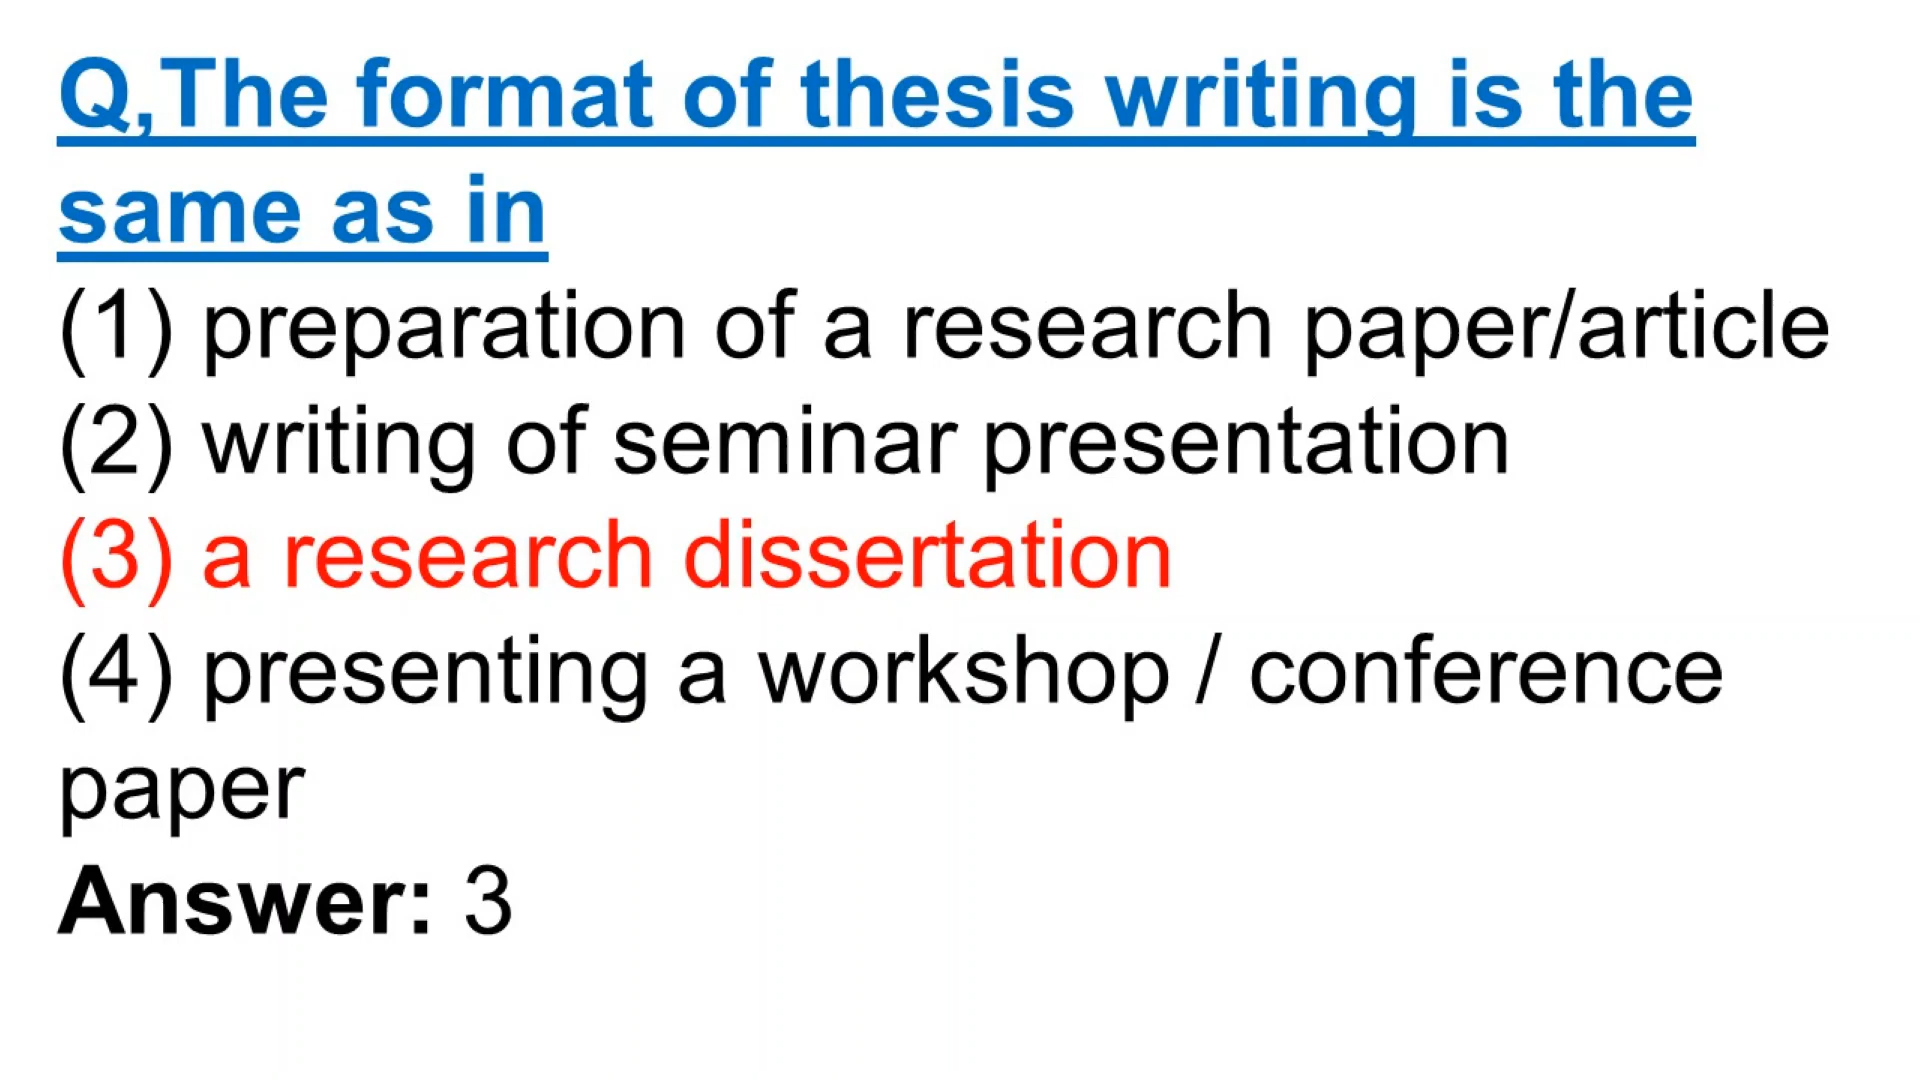 Q,The format of thesis writing is the
same as in
(1) preparation of a research paper/article
(2) writing of seminar presentation
(3) a research dissertation
(4) presenting a workshop / conference
paper
Answer: 3